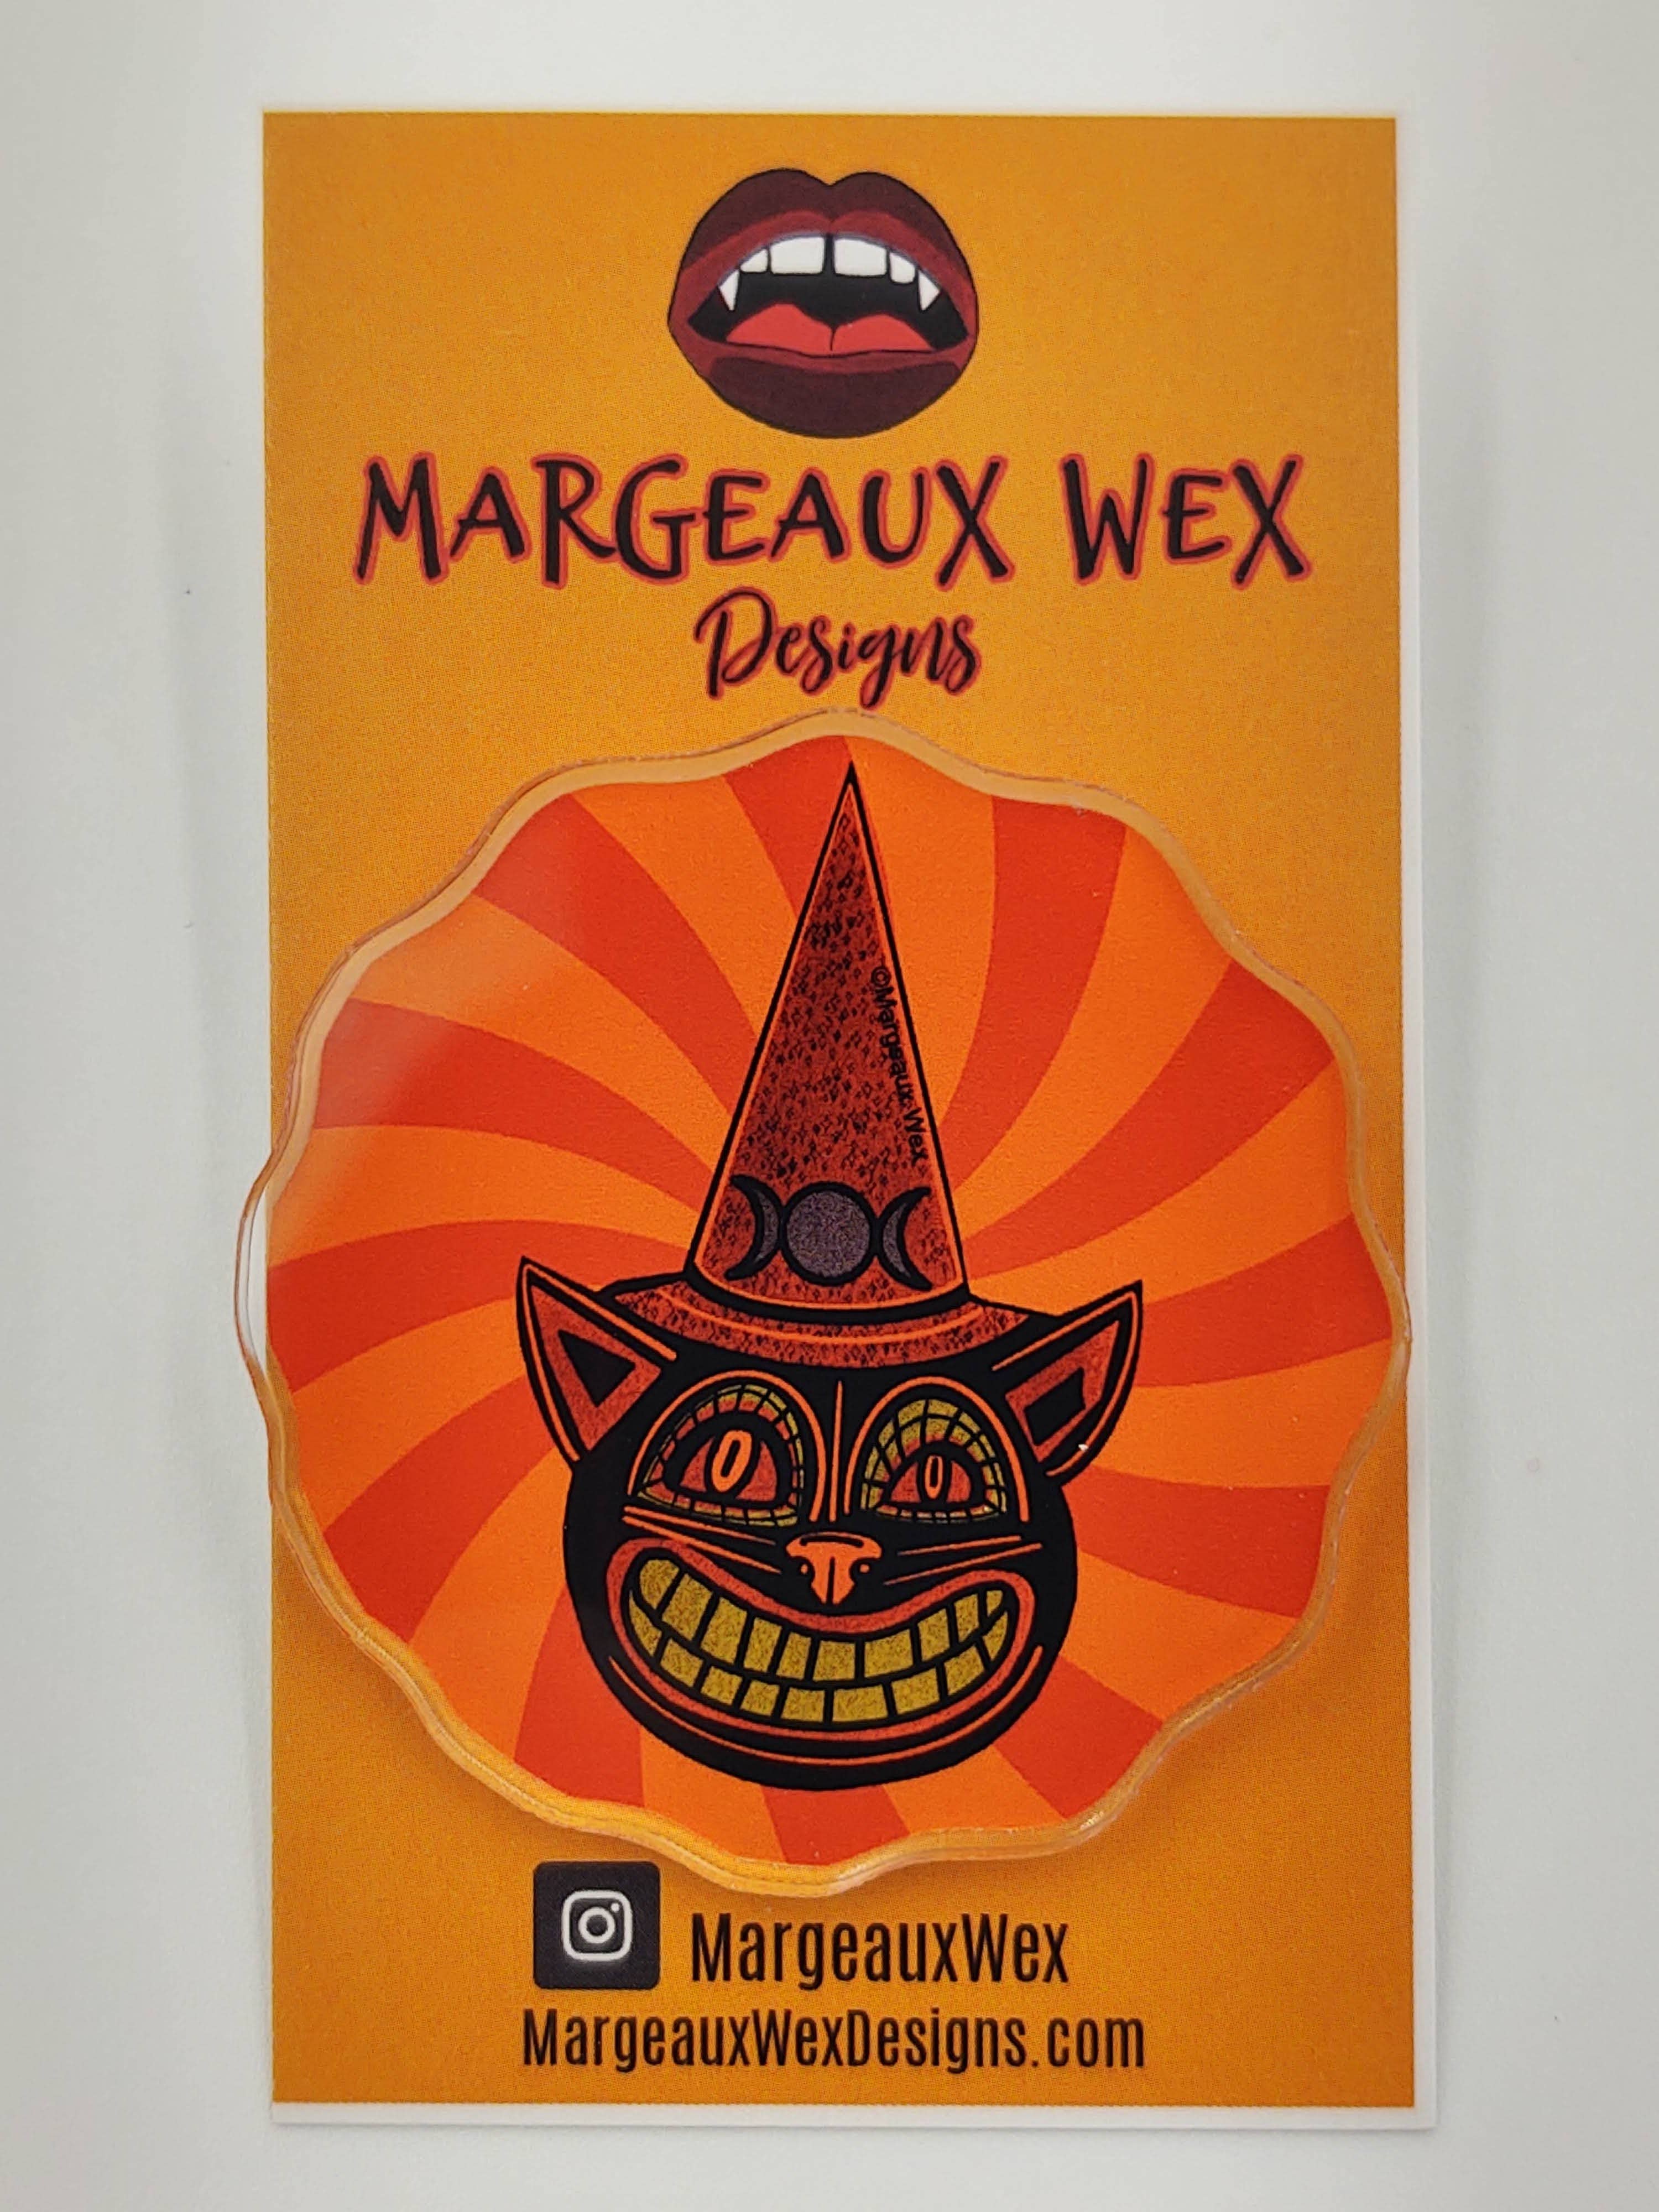 MARGEAUX WEX
Designs
©Margeaux Wex
MargeauxWex
MargeauxWexDesigns.com